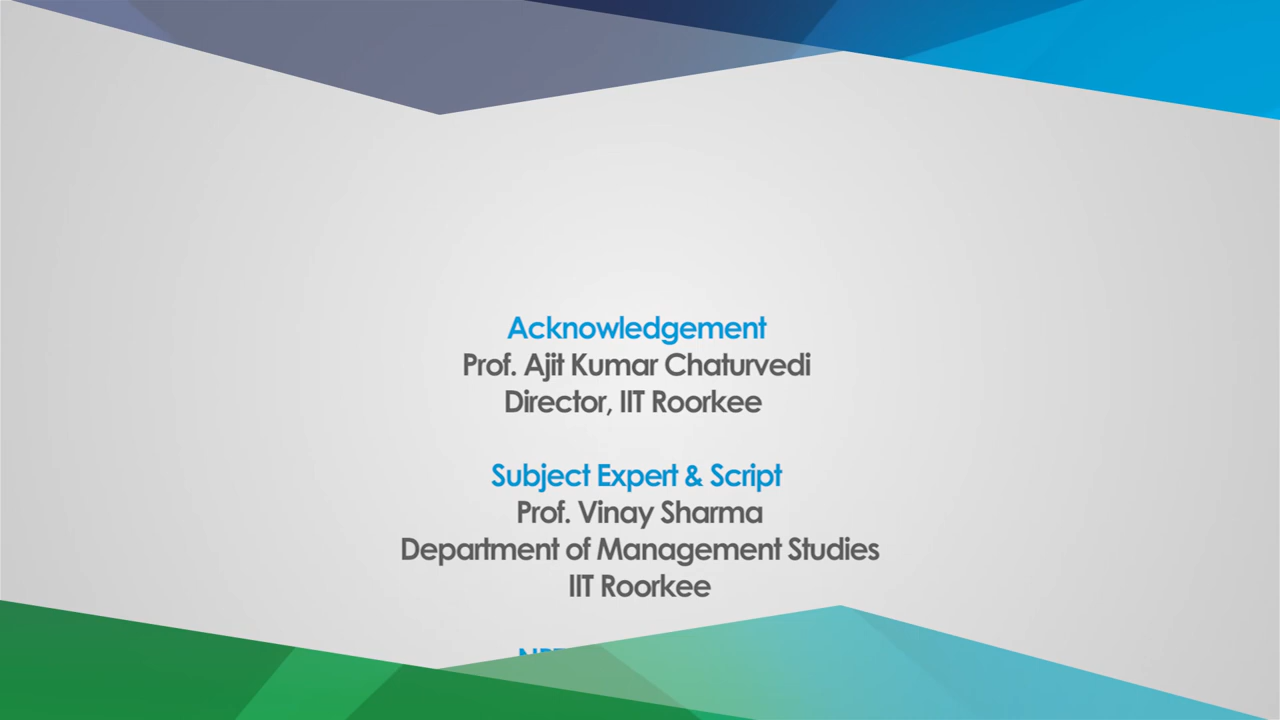 Acknowledgement
Prof. Ajit Kumar Chaturvedi
Director, IIT Roorkee
Subject Expert & Script
Prof. Vinay Sharma
Department of Management Studies
IIT Roorkee